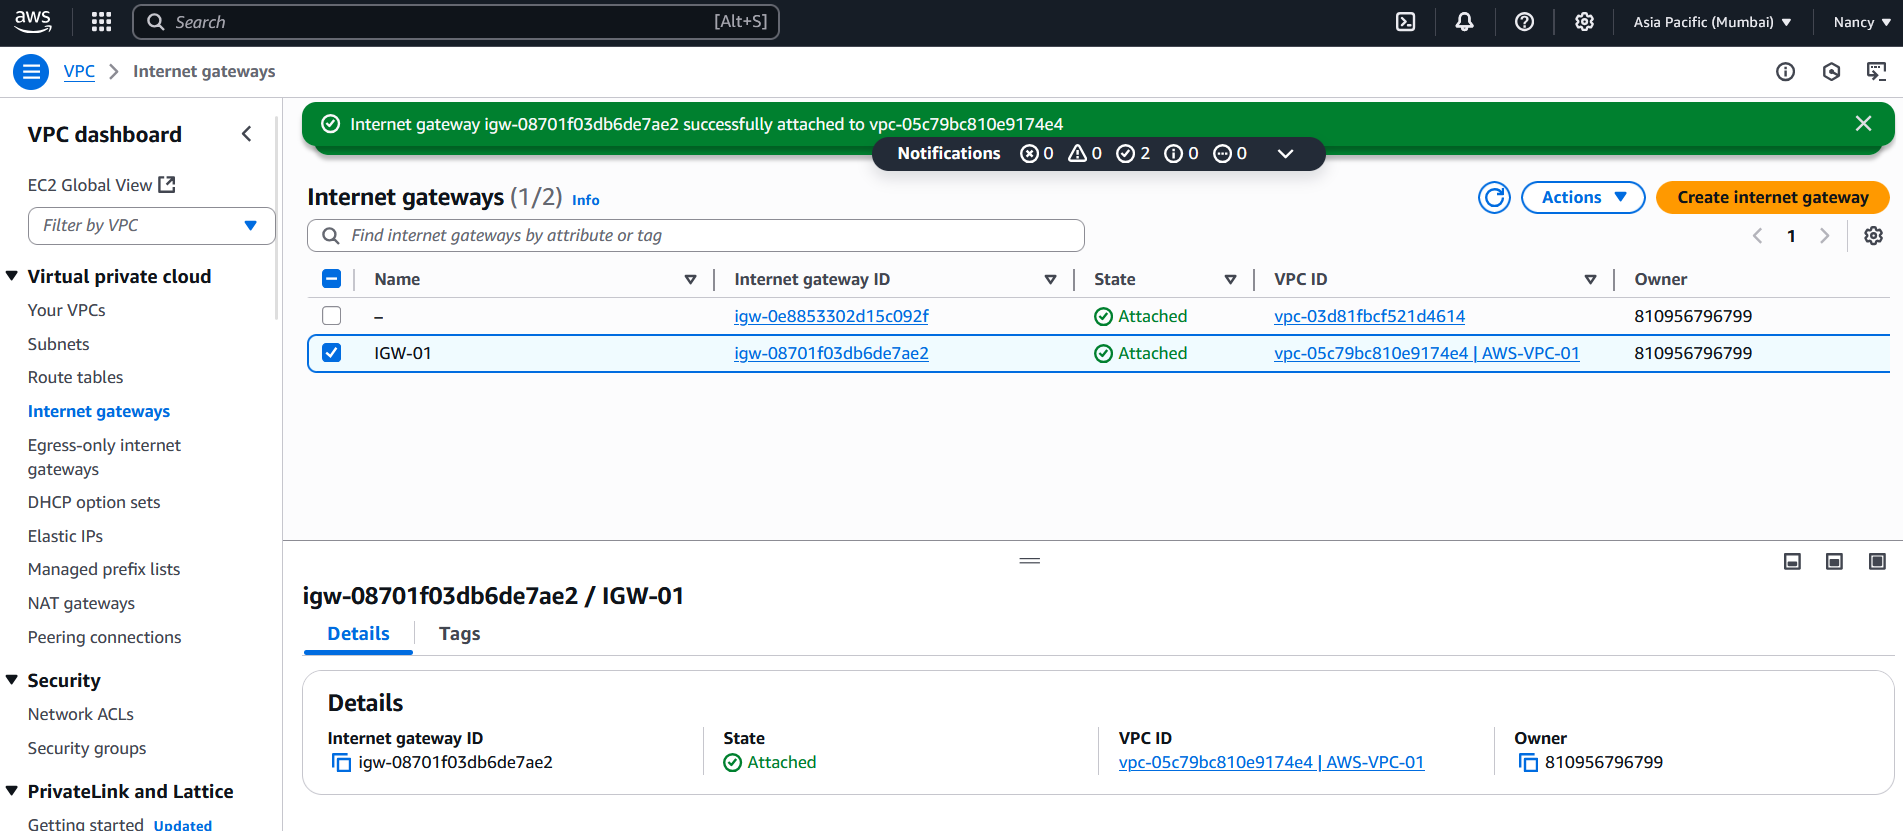 aws
Search [Alt+S]
Asia Pacific (Mumbai)
Nancy
VPC
Internet gateways
VPC dashboard
EC2 Global View
Filter by VPC
Virtual private cloud
Your VPCs
Subnets
Route tables
Internet gateways
Egress-only internet
gateways
DHCP option sets
Elastic IPs
Managed prefix lists
NAT gateways
Peering connections
Security
Network ACLs
Security groups
PrivateLink and Lattice
Getting started Updated
Internet gateway igw-08701f03db6de7ae2 successfully attached to vpc-05c79bc810e9174e4
Notifications 0 0 2 0 0
Internet gateways (1/2) Info
Actions
Create internet gateway
Find internet gateways by attribute or tag
1
Name Internet gateway ID State VPC ID Owner
– igw-0e8853302d15c092f Attached vpc-03d81fbcf521d4614 810956796799
IGW-01 igw-08701f03db6de7ae2 Attached vpc-05c79bc810e9174e4 | AWS-VPC-01 810956796799
igw-08701f03db6de7ae2 / IGW-01
Details Tags
Details
Internet gateway ID State VPC ID Owner
igw-08701f03db6de7ae2 Attached vpc-05c79bc810e9174e4 | AWS-VPC-01 810956796799